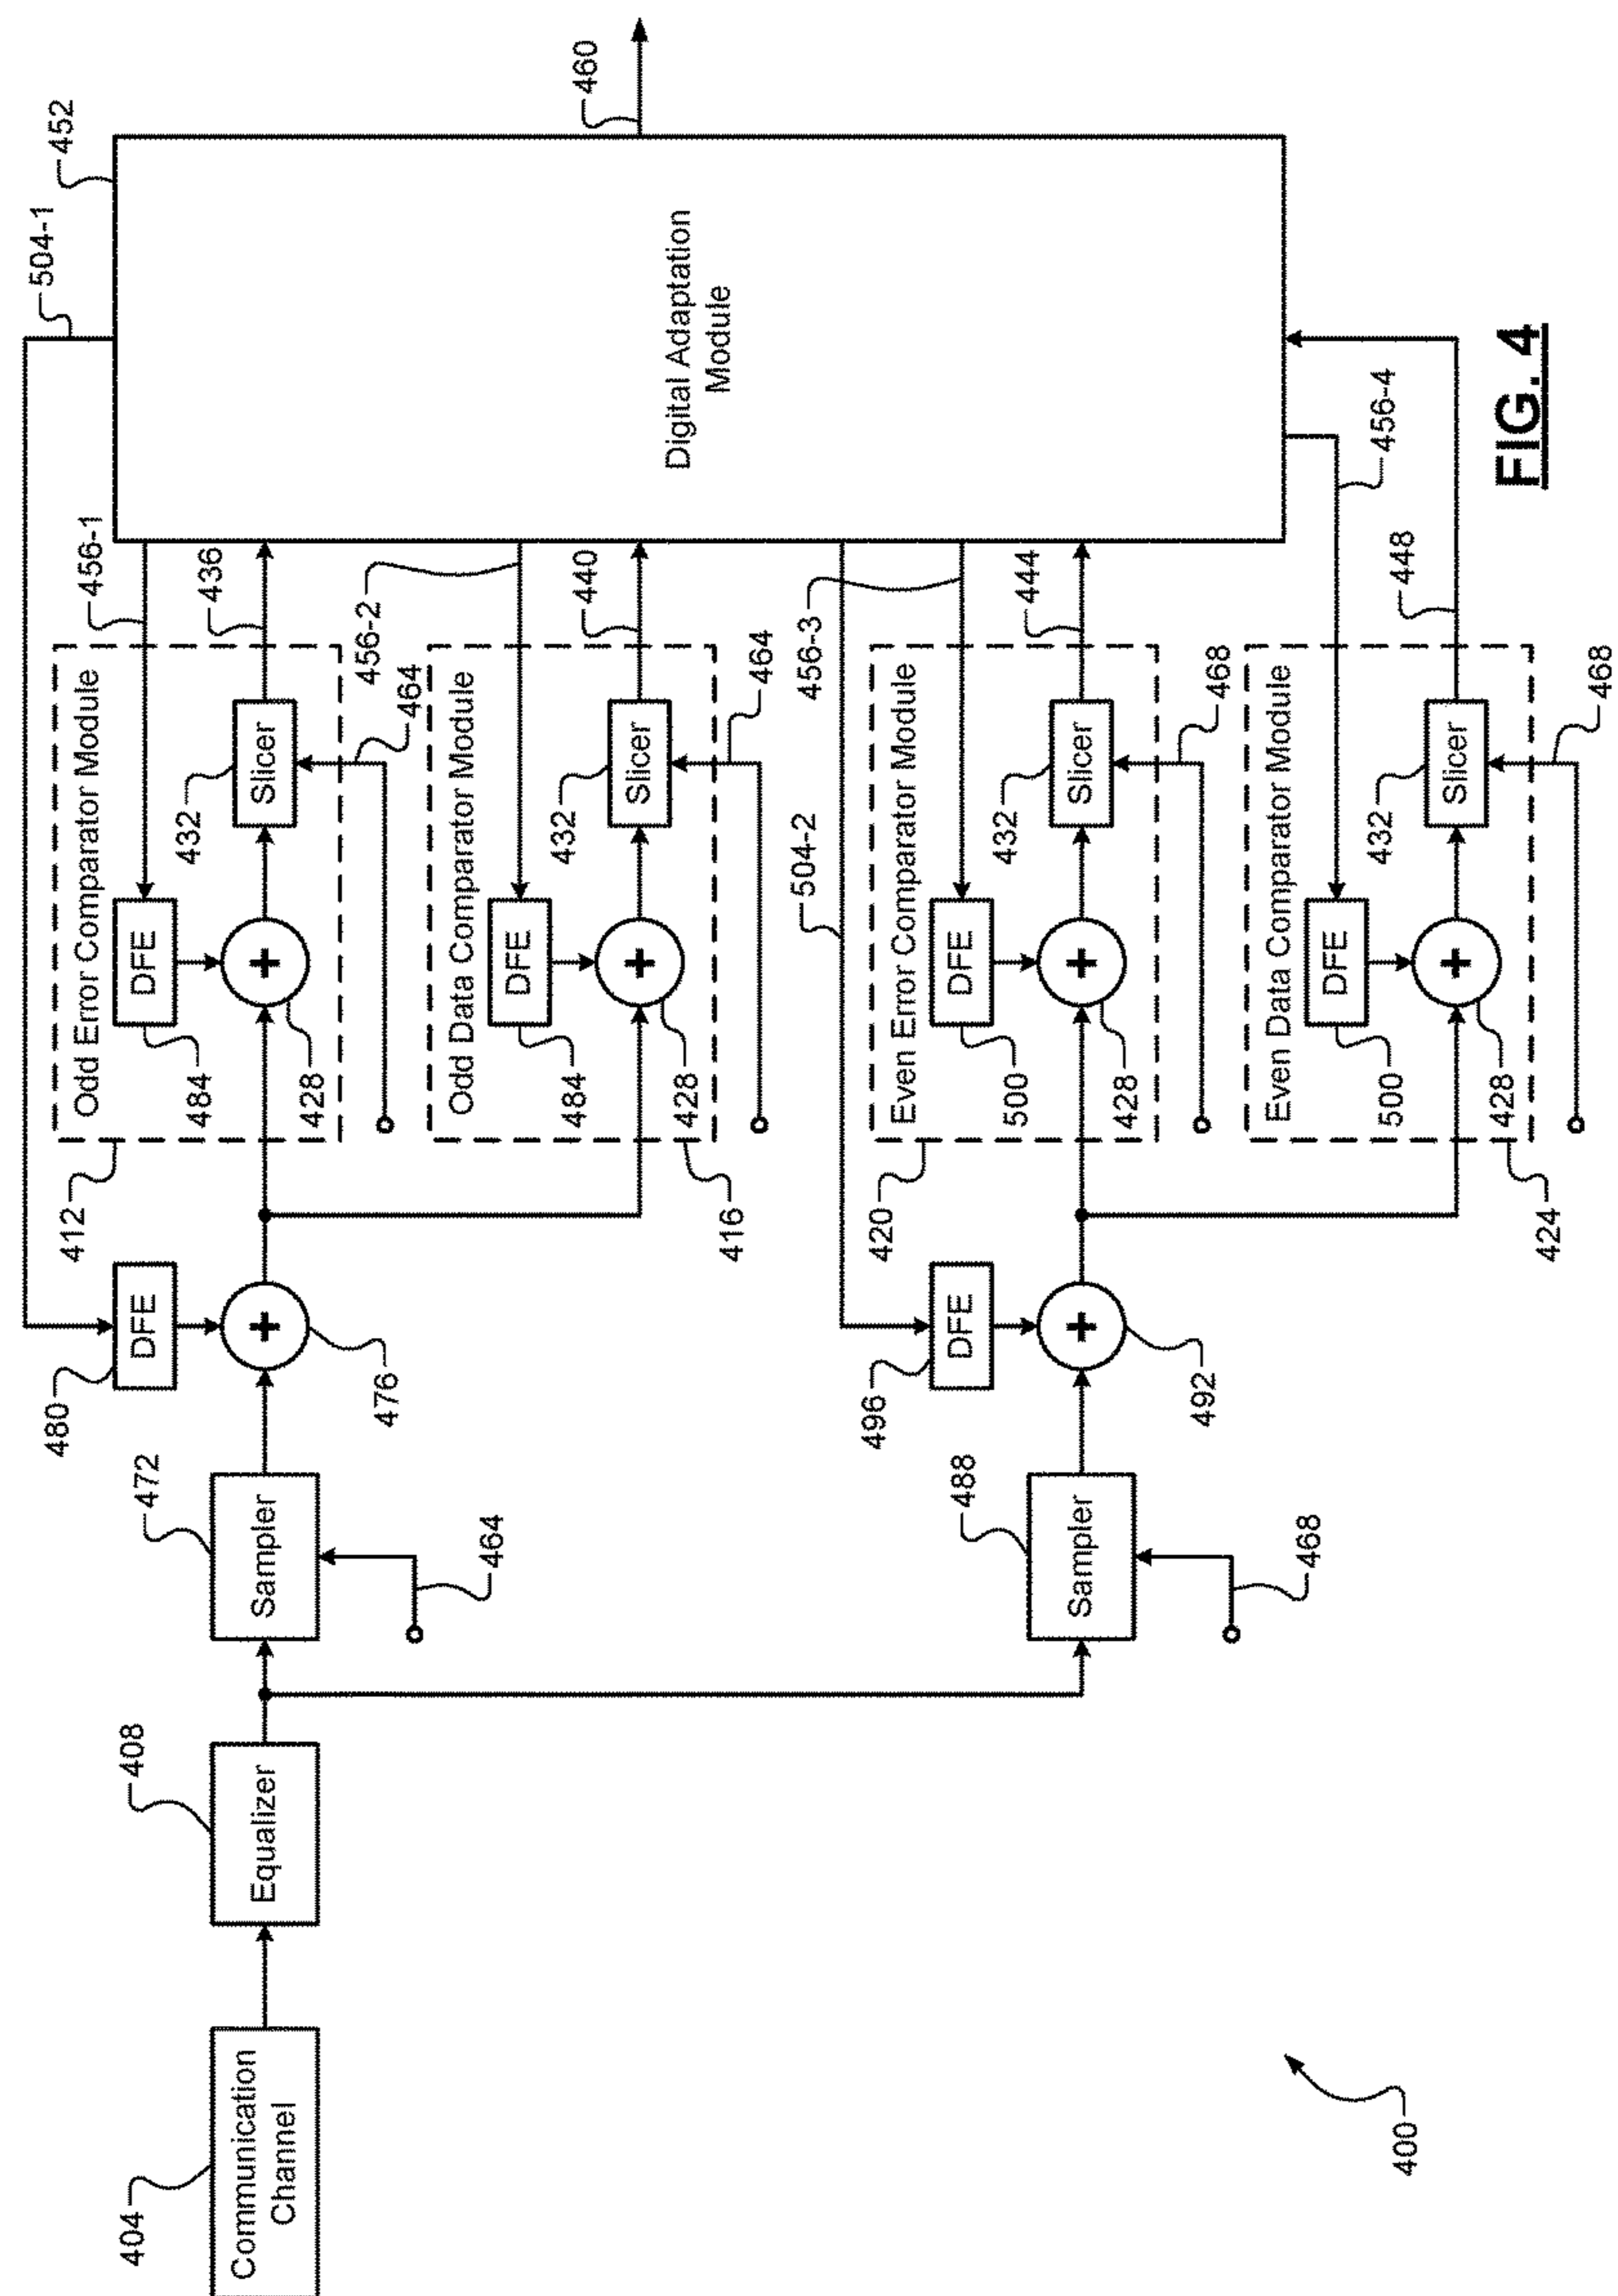 504-1
452
460
412
Odd Error Comparator Module
456-1
480
DFE
DFE
484
432
Slicer
436
464
404
Communication
Channel
408
Equalizer
472
Sampler
464
+
476
+
428
Odd Data Comparator Module
456-2
DFE
484
432
Slicer
440
464
+
428
416
Digital Adaptation
Module
504-2
420
Even Error Comparator Module
456-3
496
DFE
DFE
500
432
Slicer
444
468
488
Sampler
468
+
492
+
428
Even Data Comparator Module
456-4
DFE
500
432
Slicer
448
468
+
428
424
400
FIG. 4